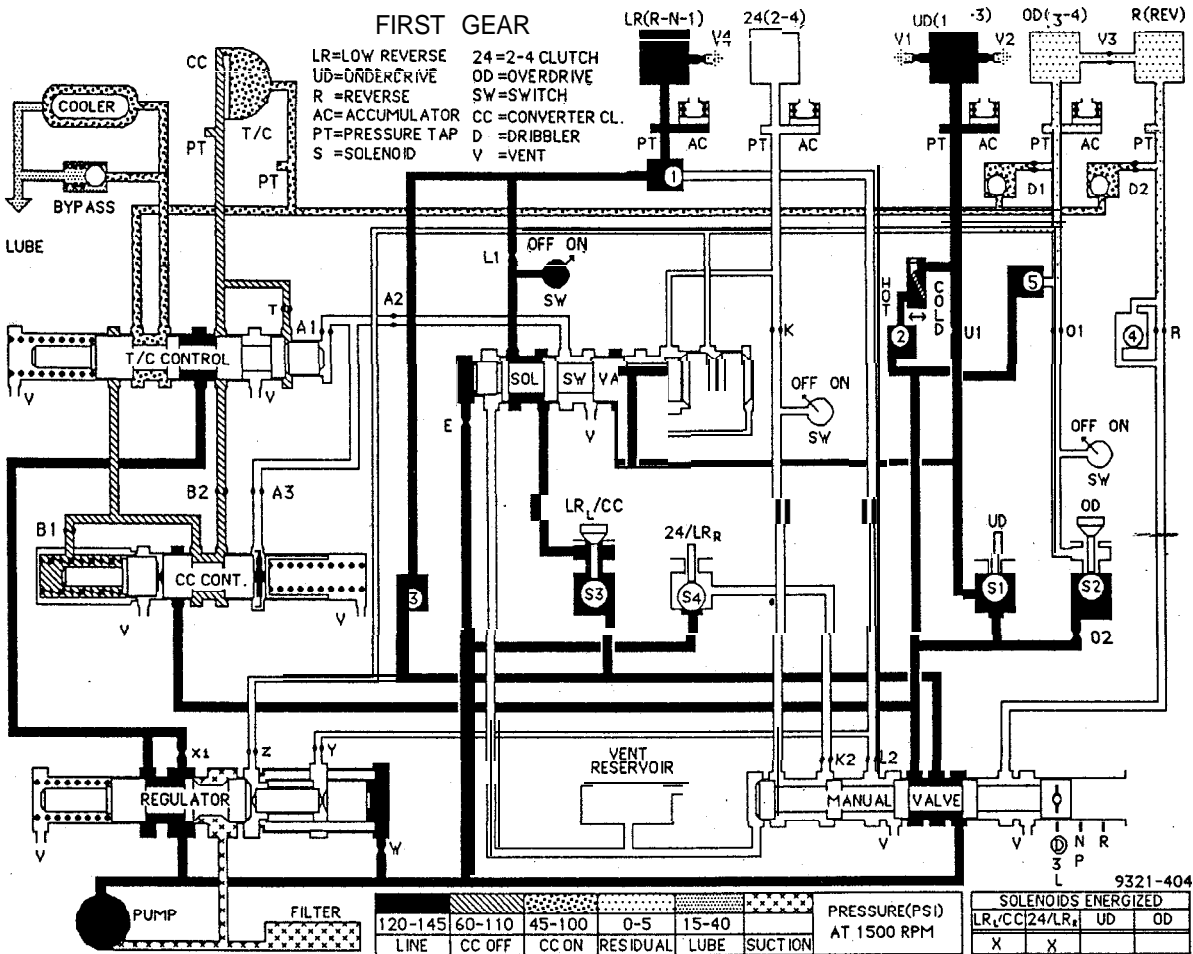 FIRST GEAR
LR=LOW REVERSE
UD=UNDERERIVE
R =REVERSE
AC=ACCUMULATOR
PT=PRESSURE TAP
S =SOLENOID
24 =2-4 CLUTCH
OD =OVERDRIVE
SW=SWITCH
CC =CONVERTER CL.
D =DRIBBLER
V =VENT
LR(R-N-1)
24(2-4)
UD(1 -3)
OD(3-4)
R(REV)
V4
V1
V2
V3
CC
COOLER
T/C
PT
PT
BYPASS
LUBE
PT
AC
PT
AC
PT
AC
PT
AC
PT
D1
D2
1
L1
OFF ON
SW
HOT
COLD
5
2
4
A2
A1
T
K
U1
O1
R
T/C CONTROL
V
V
SOL
SW
VA
V
E
OFF ON
SW
OFF ON
SW
B2
A3
B1
LRL/CC
24/LRR
UD
OD
CC CONT.
V
V
3
S3
S4
S1
S2
O2
X1
Z
Y
VENT
RESERVOIR
K2
L2
REGULATOR
V
W
MANUAL
VALVE
V
V
D N R
3 P
L
9321-404
PUMP
FILTER
120-145
60-110
45-100
0-5
15-40
LINE
CC OFF
CC ON
RESIDUAL
LUBE
SUCTION
PRESSURE(PSI)
AT 1500 RPM
SOLENOIDS ENERGIZED
LRL/CC
24/LRR
UD
OD
X
X